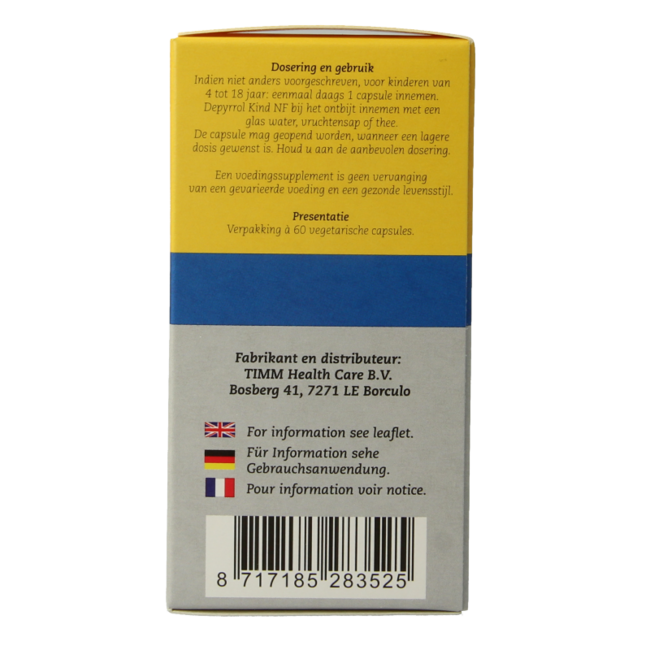 Dosering en gebruik
Indien niet anders voorgeschreven, voor kinderen van
4 tot 18 jaar: eenmaal daags 1 capsule innemen.
Depyrrol Kind NF bij het ontbijt innemen met een
glas water, vruchtensap of thee.
De capsule mag geopend worden, wanneer een lagere
dosis gewenst is. Houd u aan de aanbevolen dosering.
Een voedingssupplement is geen vervanging
van een gevarieerde voeding en een gezonde levensstijl.
Presentatie
Verpakking à 60 vegetarische capsules.
Fabrikant en distributeur:
TIMM Health Care B.V.
Bosberg 41, 7271 LE Borculo
For information see leaflet.
Für Information sehe
Gebrauchsanwendung.
Pour information voir notice.
8 717185 283525